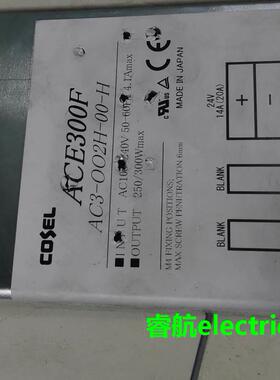 COSEL
ACE300F
AC3-OO2H-00-H
INPUT AC100-240V 50-60Hz 4.1Amax
OUTPUT 250/300Wmax
M4 FIXING POSITIONS;
MAX SCREW PENETRATION 6mm
MADE IN JAPAN
CE
24V
14A(20A)
+
−
BLANK
BLANK
睿航electric